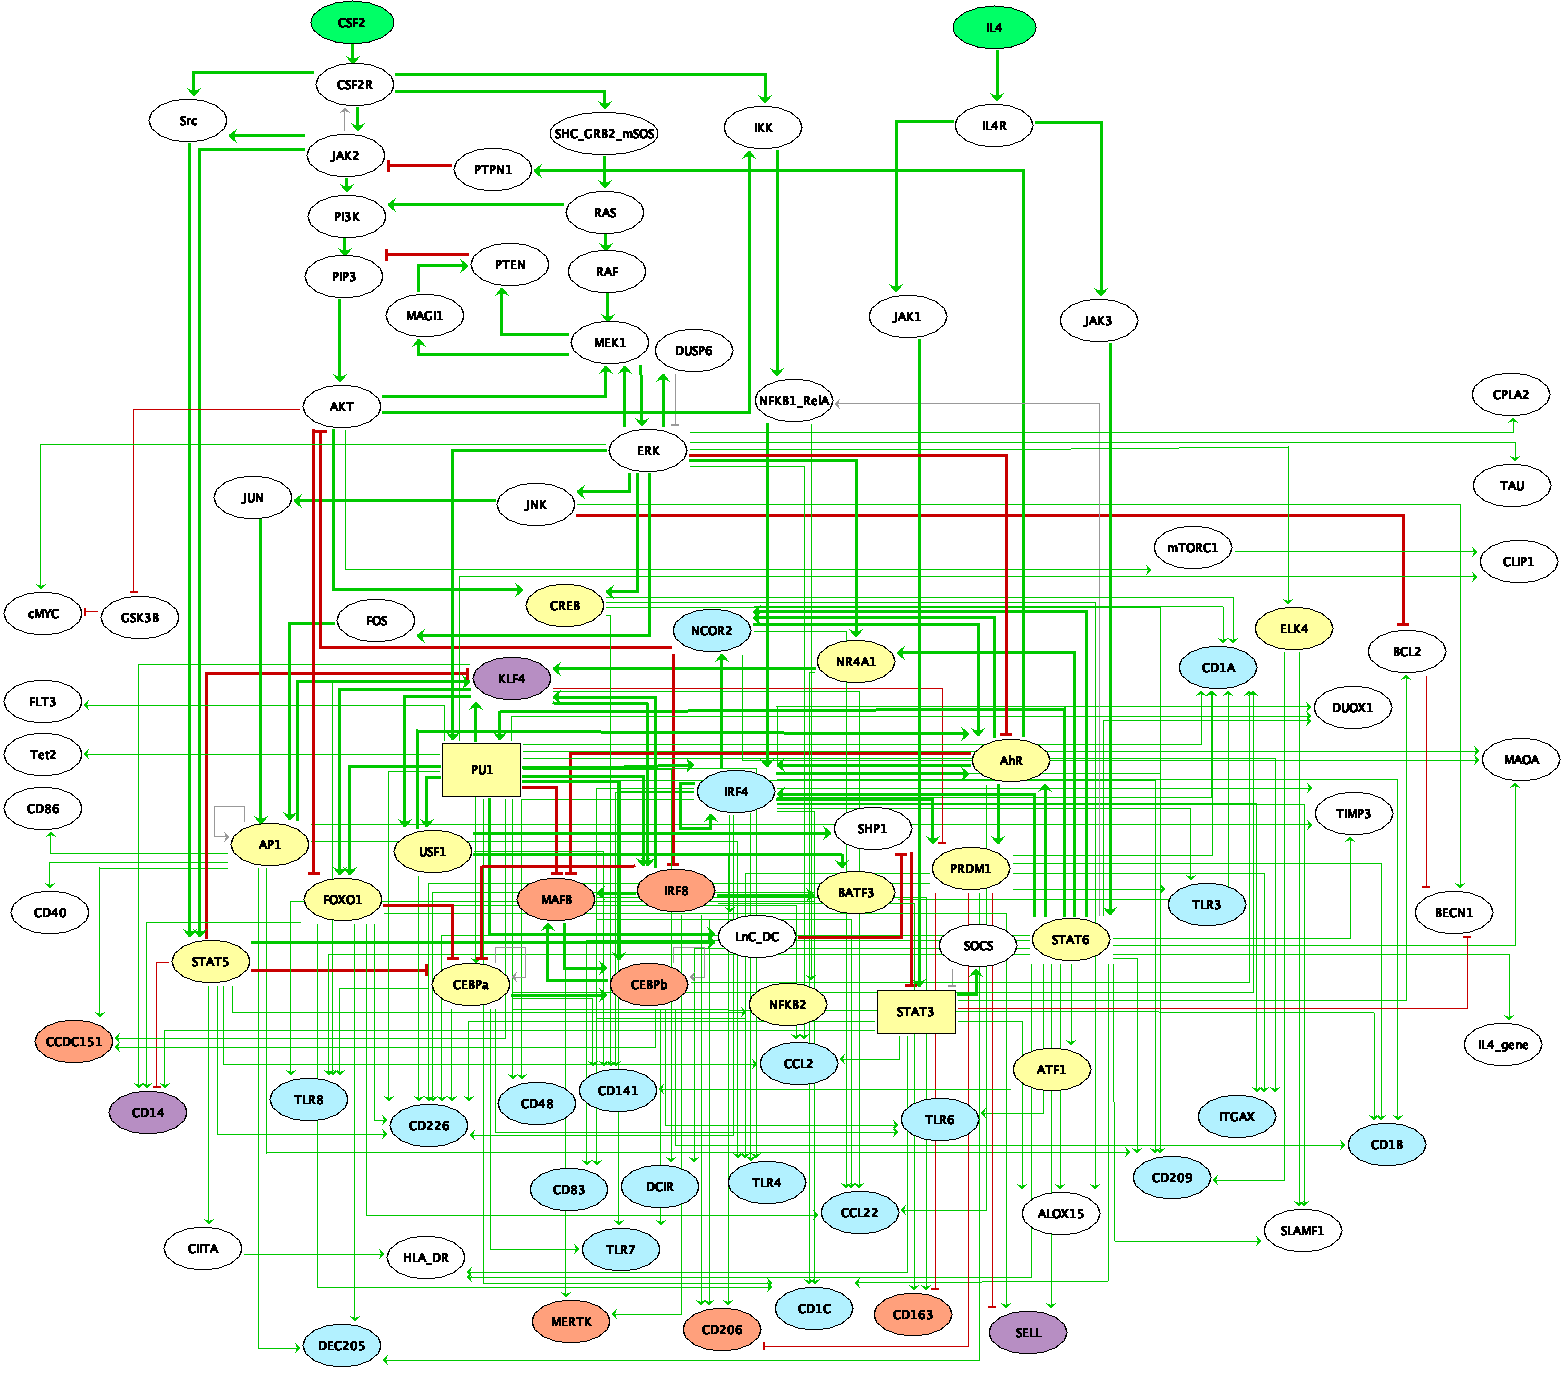 CSF2
IL4
CSF2R
Src
SHC_GRB2_mSOS
IKK
IL4R
JAK2
PTPN1
PI3K
RAS
PIP3
PTEN
RAF
MAGI1
JAK1
JAK3
MEK1
DUSP6
AKT
NFKB1_RelA
CPLA2
ERK
TAU
JUN
JNK
mTORC1
CLIP1
cMYC
GSK3B
FOS
CREB
NCOR2
NR4A1
ELK4
BCL2
CD1A
KLF4
FLT3
DUOX1
Tet2
PU1
AhR
MAOA
IRF4
CD86
SHP1
TIMP3
AP1
USF1
PRDM1
FOXO1
MAFB
IRF8
BATF3
TLR3
CD40
BECN1
LnC_DC
SOCS
STAT6
STAT5
CEBPa
CEBPb
NFKB2
STAT3
CCDC151
IL4_gene
CCL2
ATF1
CD14
TLR8
CD226
CD48
CD141
TLR6
ITGAX
CD1B
CD83
DCIR
TLR4
CD209
CCL22
ALOX15
SLAMF1
CIITA
HLA_DR
TLR7
MERTK
CD206
CD1C
CD163
SELL
DEC205